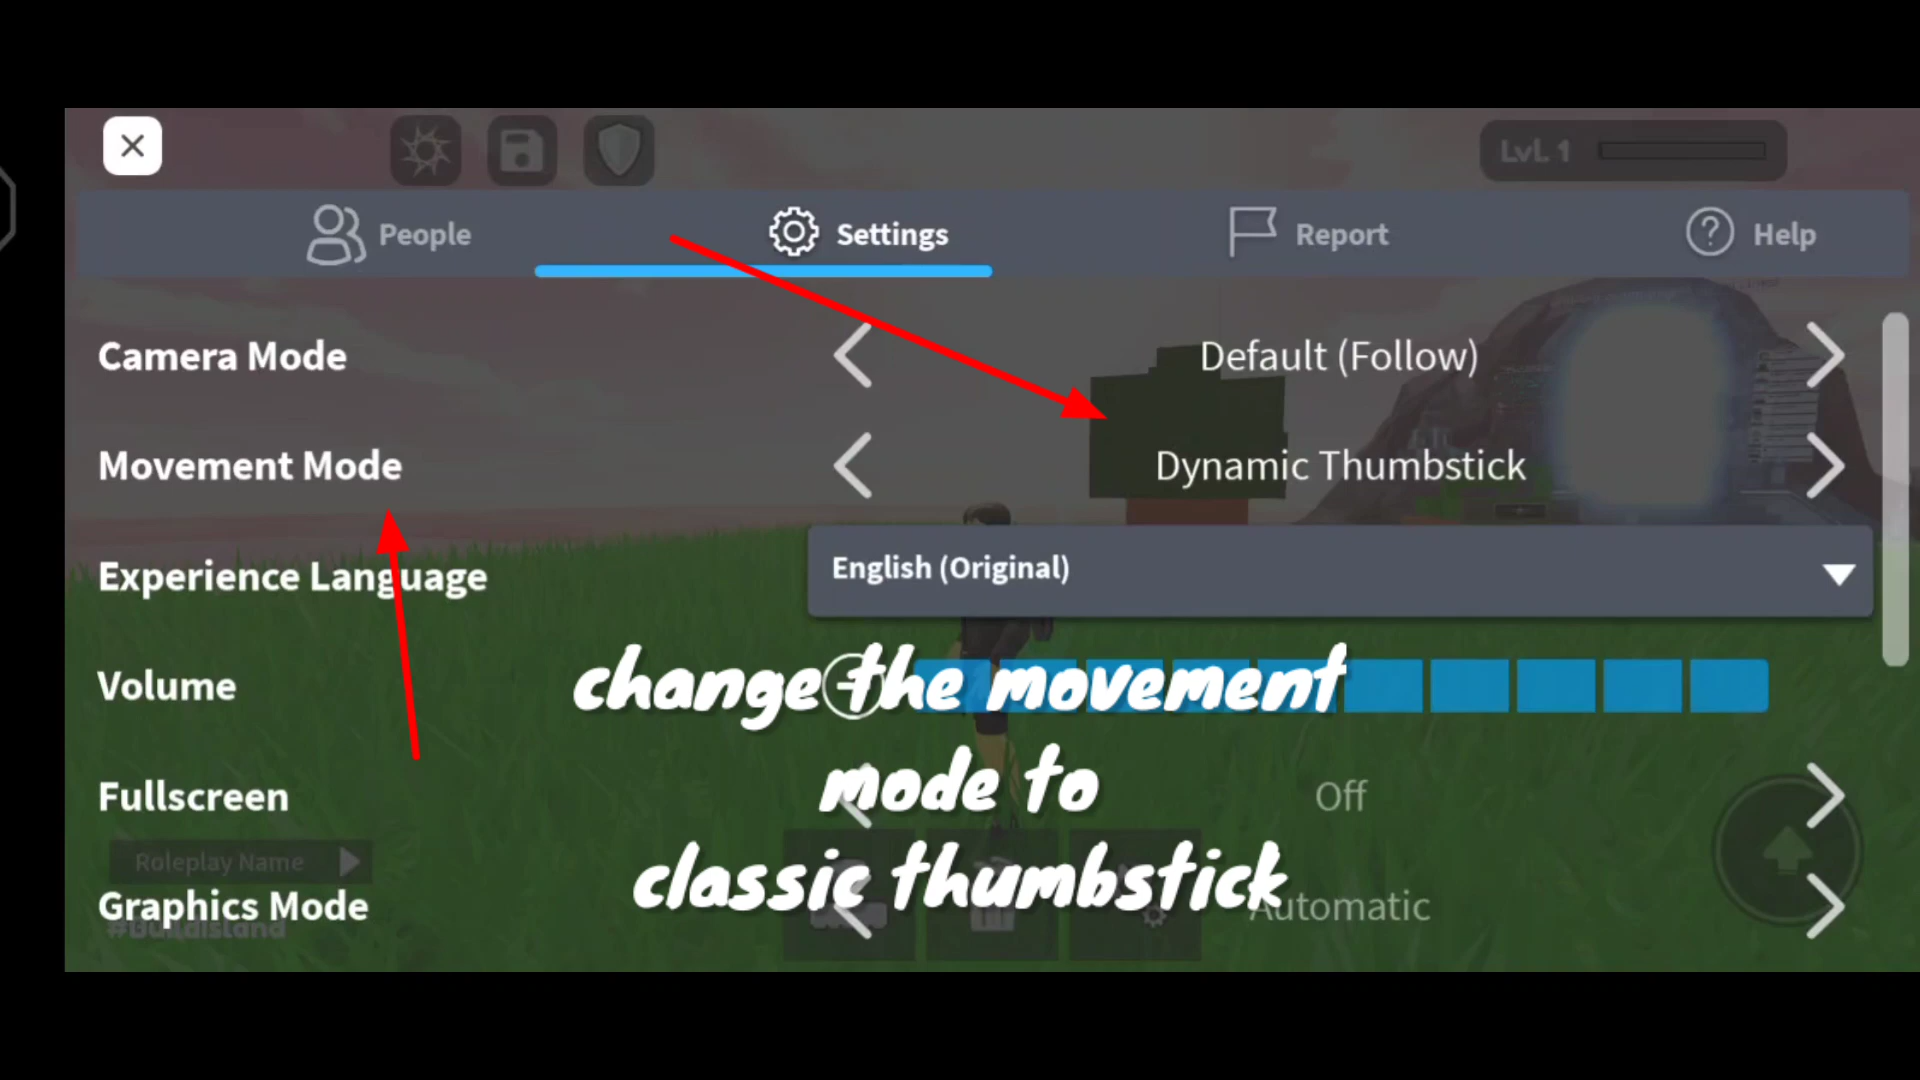 LvL 1
People
Settings
Report
Help
Camera Mode
Default (Follow)
Movement Mode
Dynamic Thumbstick
Experience Language
English (Original)
Volume
change the movement
mode to
classic thumbstick
Fullscreen
Off
Roleplay Name
Graphics Mode
Automatic
#BuildIsland